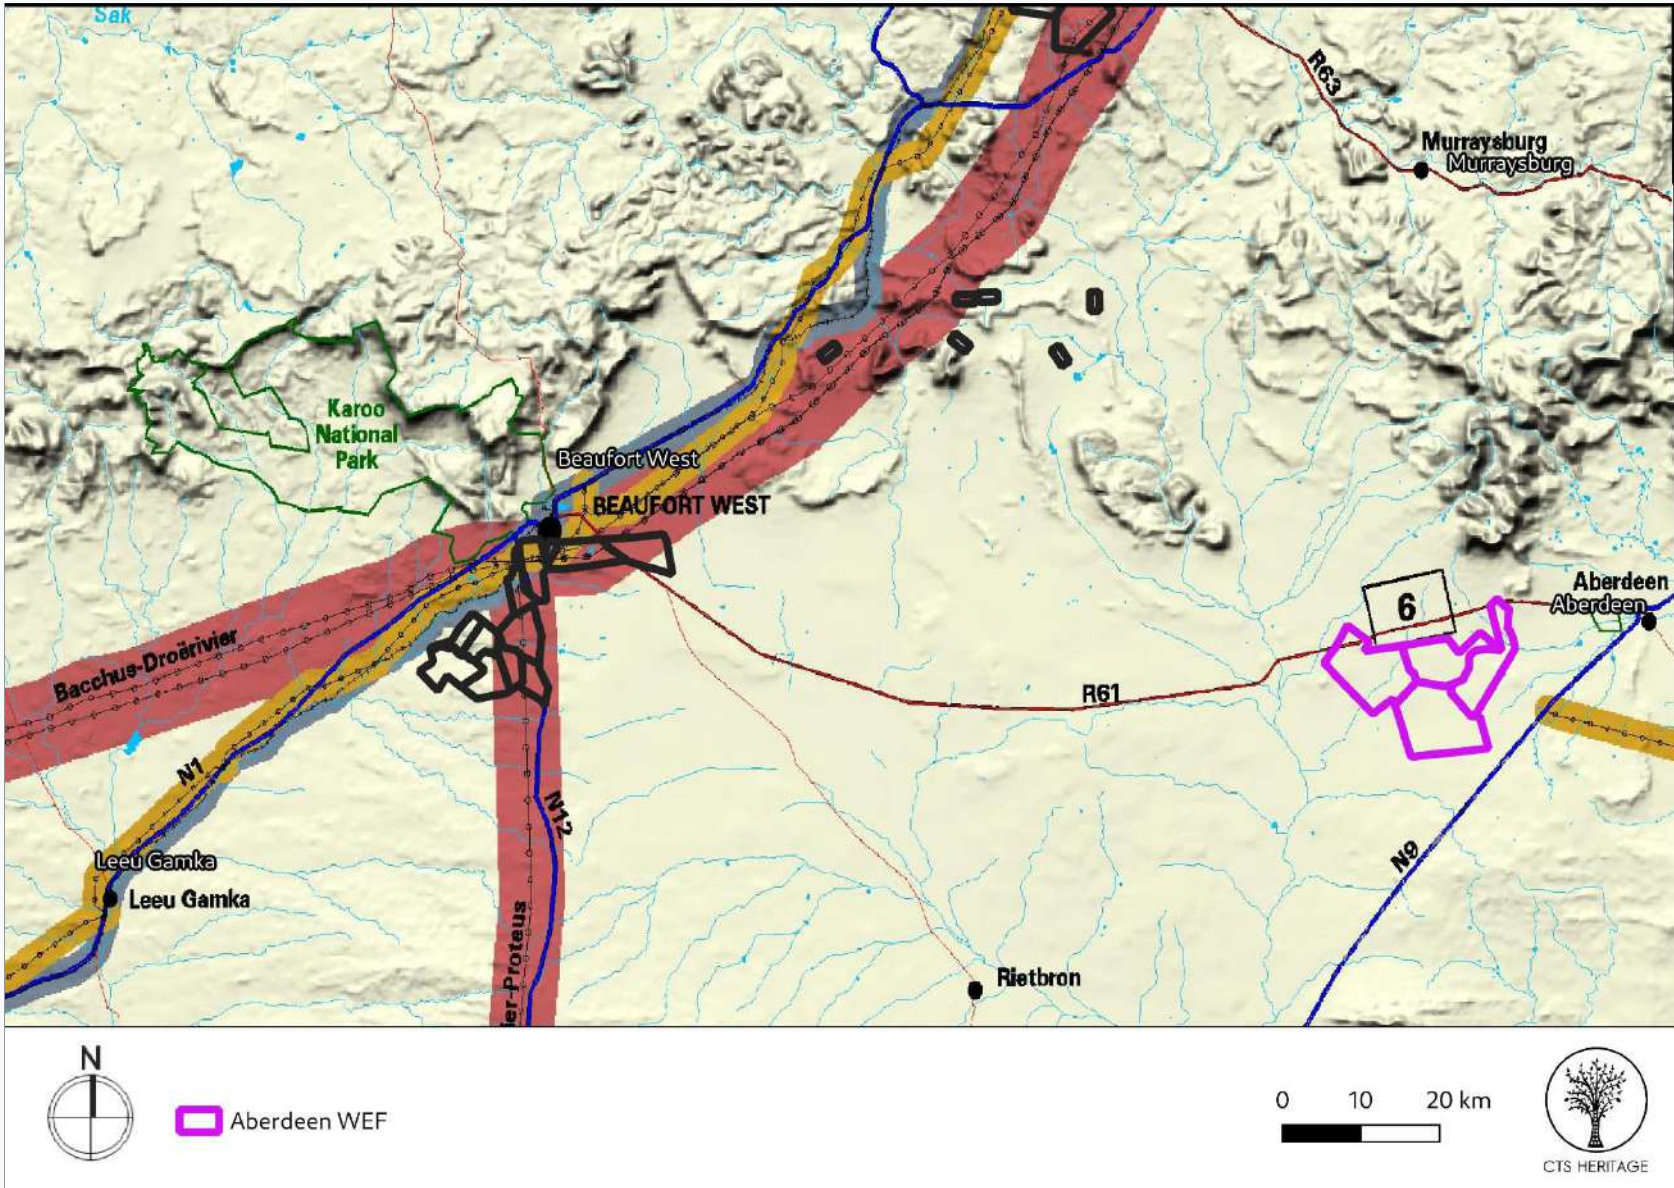 Sak
R63
Murraysburg
Murraysburg
Karoo
National
Park
Beaufort West
BEAUFORT WEST
Aberdeen
Aberdeen
6
Bacchus-Droërivier
R61
N1
N12
N9
Leeu Gamka
Leeu Gamka
ier-Proteus
Rietbron
N
Aberdeen WEF
0 10 20 km
CTS HERITAGE